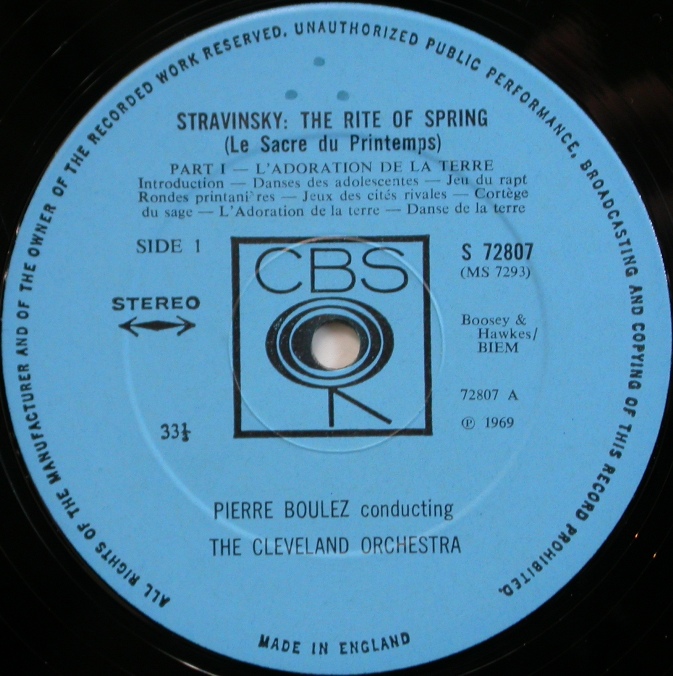 ALL RIGHTS OF THE MANUFACTURER AND OF THE OWNER OF THE RECORDED WORK RESERVED. UNAUTHORIZED PUBLIC PERFORMANCE, BROADCASTING AND COPYING OF THIS RECORD PROHIBITED.
STRAVINSKY: THE RITE OF SPRING
(Le Sacre du Printemps)
PART I — L'ADORATION DE LA TERRE
Introduction — Danses des adolescentes — Jeu du rapt
Rondes printani`res — Jeux des cités rivales — Cortège
du sage — L'Adoration de la terre — Danse de la terre
SIDE 1
CBS
S 72807
(MS 7293)
STEREO
Boosey &
Hawkes/
BIEM
72807 A
33⅓
Ⓟ 1969
PIERRE BOULEZ conducting
THE CLEVELAND ORCHESTRA
MADE IN ENGLAND